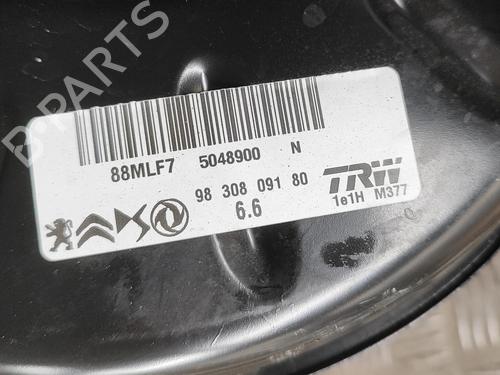 B-PARTS
88MLF7 5048900 N
98 308 091 80
6.6
TRW
1e1H M377